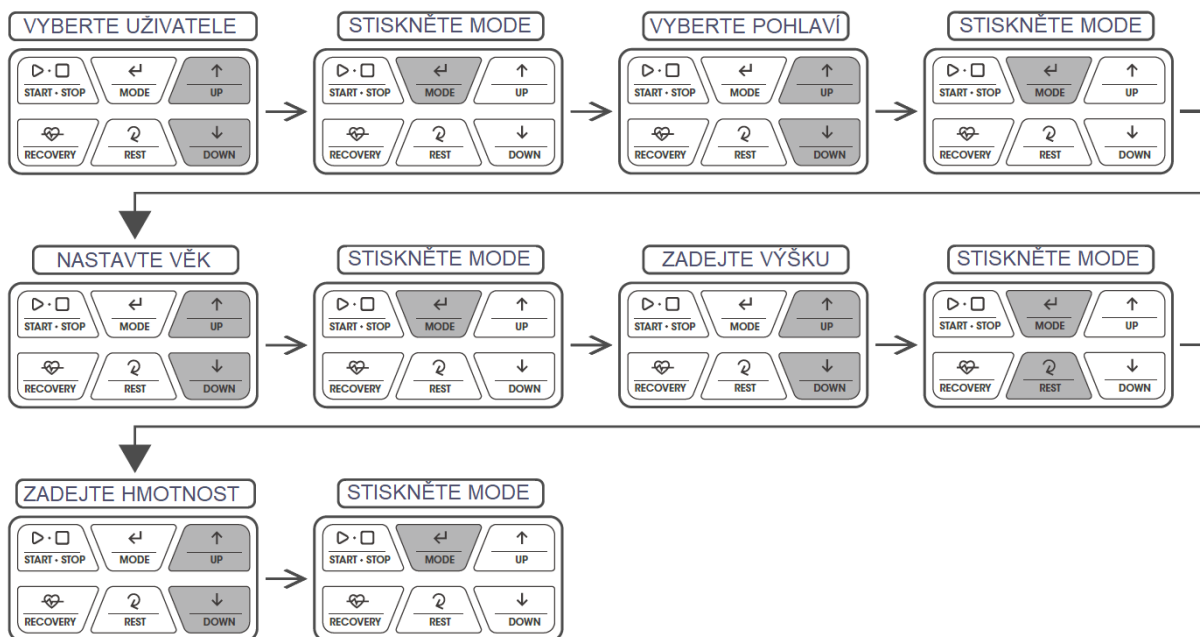 VYBERTE UŽIVATELE
STISKNĚTE MODE
VYBERTE POHLAVÍ
STISKNĚTE MODE
START • STOP MODE UP
START • STOP MODE UP
START • STOP MODE UP
START • STOP MODE UP
RECOVERY REST DOWN
RECOVERY REST DOWN
RECOVERY REST DOWN
RECOVERY REST DOWN
NASTAVTE VĚK
STISKNĚTE MODE
ZADEJTE VÝŠKU
STISKNĚTE MODE
START • STOP MODE UP
START • STOP MODE UP
START • STOP MODE UP
START • STOP MODE UP
RECOVERY REST DOWN
RECOVERY REST DOWN
RECOVERY REST DOWN
RECOVERY REST DOWN
ZADEJTE HMOTNOST
STISKNĚTE MODE
START • STOP MODE UP
START • STOP MODE UP
RECOVERY REST DOWN
RECOVERY REST DOWN